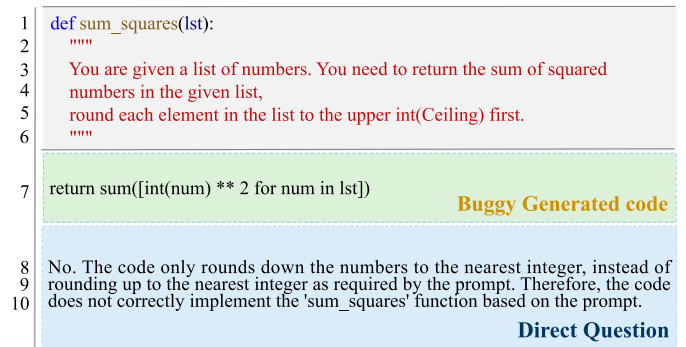 1 def sum_squares(lst):
2 """
3 You are given a list of numbers. You need to return the sum of squared
4 numbers in the given list,
5 round each element in the list to the upper int(Ceiling) first.
6 """
7 return sum([int(num) ** 2 for num in lst])
Buggy Generated code
8 No. The code only rounds down the numbers to the nearest integer, instead of
9 rounding up to the nearest integer as required by the prompt. Therefore, the code
10 does not correctly implement the 'sum_squares' function based on the prompt.
Direct Question